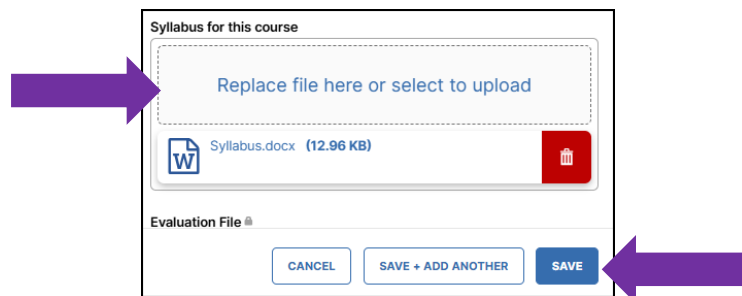 Syllabus for this course
Replace file here or select to upload
Syllabus.docx (12.96 KB)
W
Evaluation File
CANCEL SAVE + ADD ANOTHER SAVE